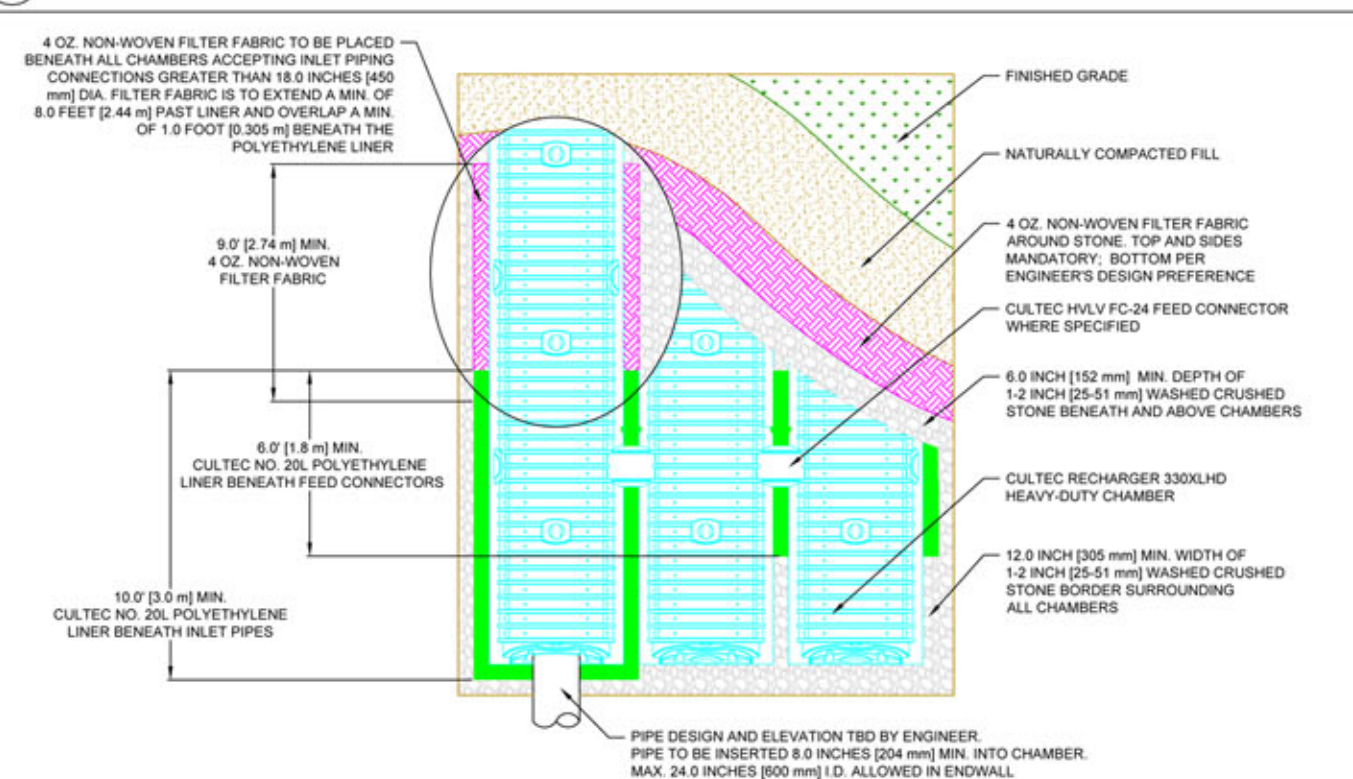 4 OZ. NON-WOVEN FILTER FABRIC TO BE PLACED
BENEATH ALL CHAMBERS ACCEPTING INLET PIPING
CONNECTIONS GREATER THAN 18.0 INCHES [450
mm] DIA. FILTER FABRIC IS TO EXTEND A MIN. OF
8.0 FEET [2.44 m] PAST LINER AND OVERLAP A MIN.
OF 1.0 FOOT [0.305 m] BENEATH THE
POLYETHYLENE LINER
9.0' [2.74 m] MIN.
4 OZ. NON-WOVEN
FILTER FABRIC
6.0' [1.8 m] MIN.
CULTEC NO. 20L POLYETHYLENE
LINER BENEATH FEED CONNECTORS
10.0' [3.0 m] MIN.
CULTEC NO. 20L POLYETHYLENE
LINER BENEATH INLET PIPES
FINISHED GRADE
NATURALLY COMPACTED FILL
4 OZ. NON-WOVEN FILTER FABRIC
AROUND STONE. TOP AND SIDES
MANDATORY; BOTTOM PER
ENGINEER'S DESIGN PREFERENCE
CULTEC HVLV FC-24 FEED CONNECTOR
WHERE SPECIFIED
6.0 INCH [152 mm] MIN. DEPTH OF
1-2 INCH [25-51 mm] WASHED CRUSHED
STONE BENEATH AND ABOVE CHAMBERS
CULTEC RECHARGER 330XLHD
HEAVY-DUTY CHAMBER
12.0 INCH [305 mm] MIN. WIDTH OF
1-2 INCH [25-51 mm] WASHED CRUSHED
STONE BORDER SURROUNDING
ALL CHAMBERS
PIPE DESIGN AND ELEVATION TBD BY ENGINEER.
PIPE TO BE INSERTED 8.0 INCHES [204 mm] MIN. INTO CHAMBER.
MAX. 24.0 INCHES [600 mm] I.D. ALLOWED IN ENDWALL